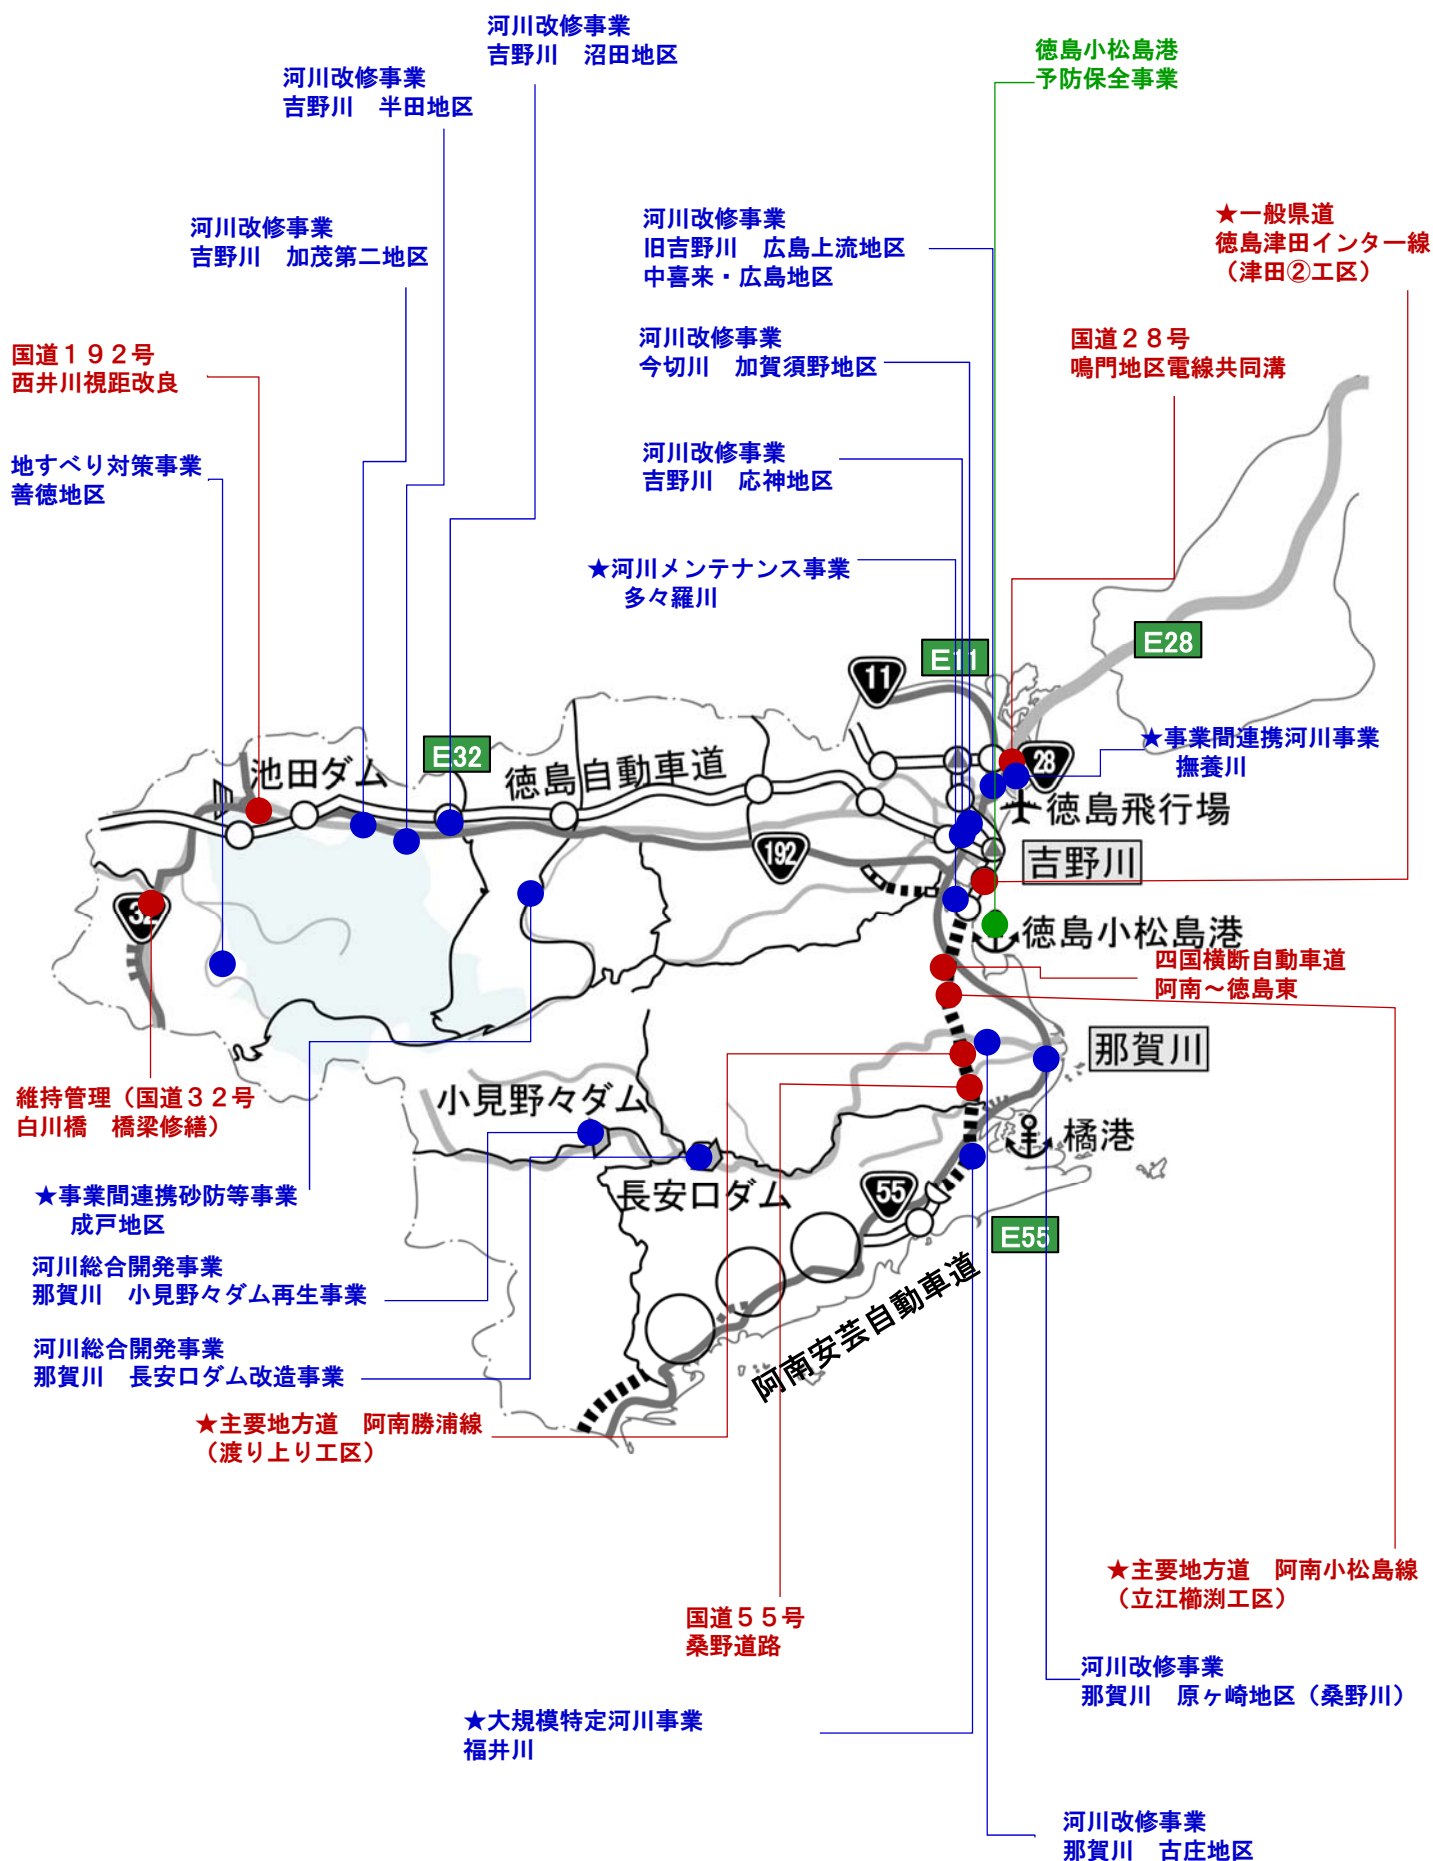 河川改修事業
吉野川　沼田地区
徳島小松島港
予防保全事業
河川改修事業
吉野川　半田地区
★一般県道
徳島津田インター線
（津田②工区）
河川改修事業
旧吉野川　広島上流地区
中喜来・広島地区
河川改修事業
吉野川　加茂第二地区
国道１９２号
西井川視距改良
河川改修事業
今切川　加賀須野地区
国道２８号
鳴門地区電線共同溝
地すべり対策事業
善徳地区
河川改修事業
吉野川　応神地区
★河川メンテナンス事業
多々羅川
E28
E11
11
★事業間連携河川事業
撫養川
E32
28
池田ダム
徳島自動車道
徳島飛行場
192
吉野川
32
徳島小松島港
四国横断自動車道
阿南～徳島東
那賀川
維持管理（国道３２号
白川橋　橋梁修繕）
小見野々ダム
橘港
★事業間連携砂防等事業
成戸地区
長安口ダム
55
E55
河川総合開発事業
那賀川　小見野々ダム再生事業
阿南安芸自動車道
河川総合開発事業
那賀川　長安口ダム改造事業
★主要地方道　阿南勝浦線
（渡り上り工区）
★主要地方道　阿南小松島線
（立江櫛渕工区）
国道５５号
桑野道路
河川改修事業
那賀川　原ヶ崎地区（桑野川）
★大規模特定河川事業
福井川
河川改修事業
那賀川　古庄地区